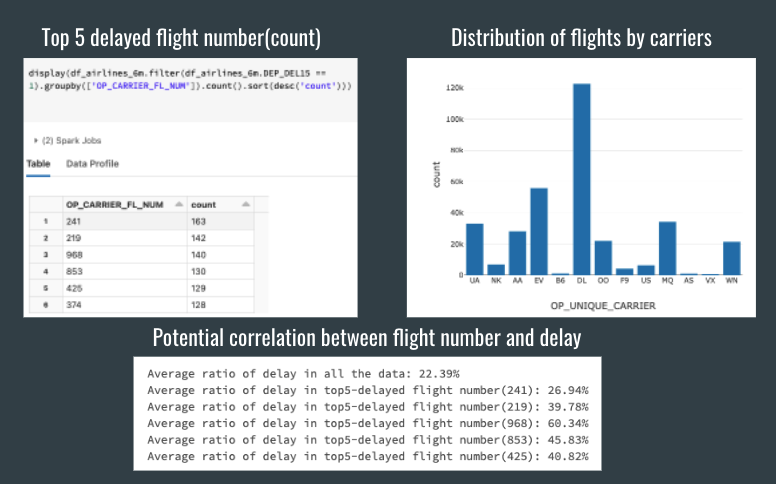 Top 5 delayed flight number(count)
display(df_airlines_6m.filter(df_airlines_6m.DEP_DEL15 ==
1).groupby(['OP_CARRIER_FL_NUM']).count().sort(desc('count')))
(2) Spark Jobs
Table Data Profile
OP_CARRIER_FL_NUM count
1 241 163
2 219 142
3 968 140
4 853 130
5 425 129
6 374 128
Distribution of flights by carriers
120k
100k
80k
60k
40k
20k
0
count
UA NK AA EV B6 DL OO F9 US MQ AS VX WN
OP_UNIQUE_CARRIER
Potential correlation between flight number and delay
Average ratio of delay in all the data: 22.39%
Average ratio of delay in top5-delayed flight number(241): 26.94%
Average ratio of delay in top5-delayed flight number(219): 39.78%
Average ratio of delay in top5-delayed flight number(968): 60.34%
Average ratio of delay in top5-delayed flight number(853): 45.83%
Average ratio of delay in top5-delayed flight number(425): 40.82%